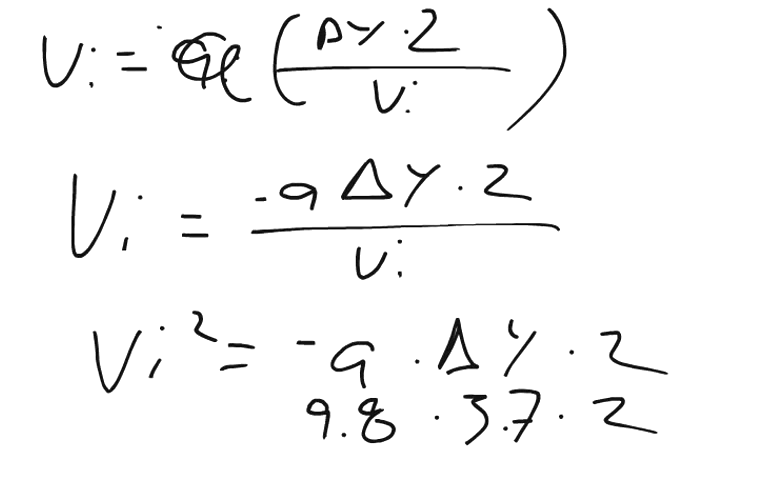 Vi = a (ΔY · 2 / Vi)
Vi = -a ΔY · 2 / Vi
Vi² = -a · ΔY · 2
9.8 · 3.7 · 2